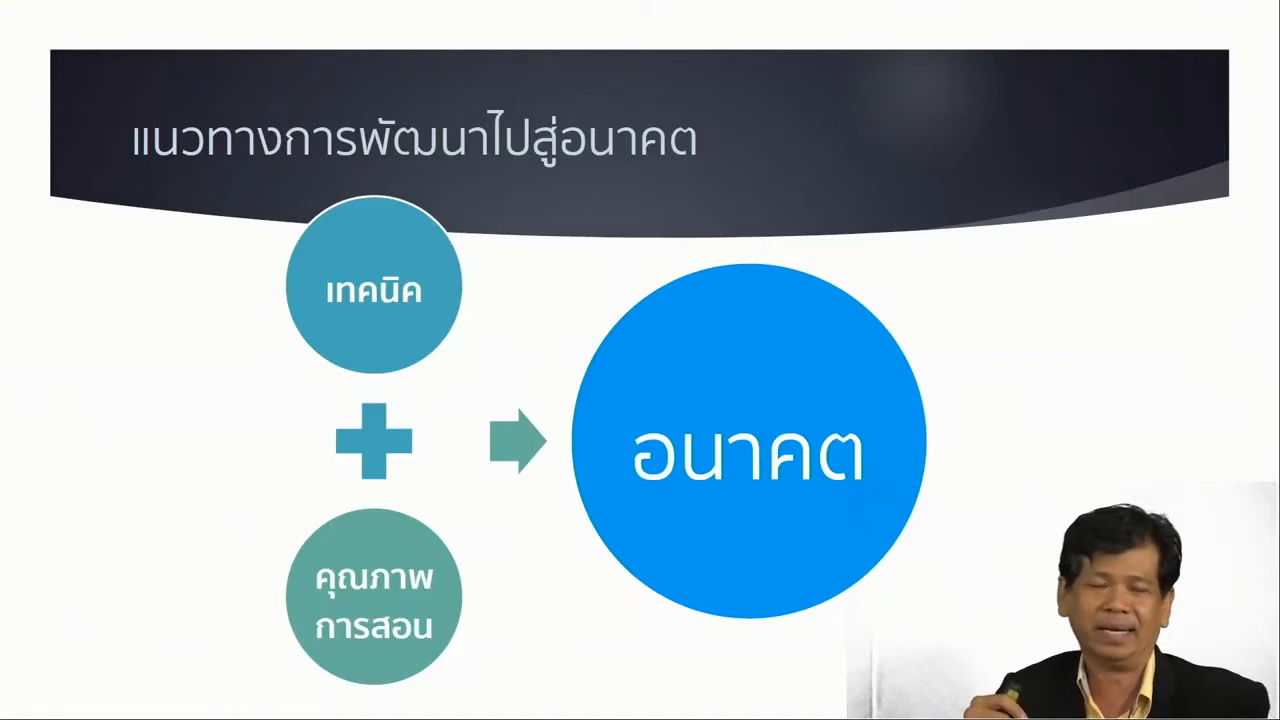 แนวทางการพัฒนาไปสู่อนาคต
เทคนิค
คุณภาพ
การสอน
อนาคต